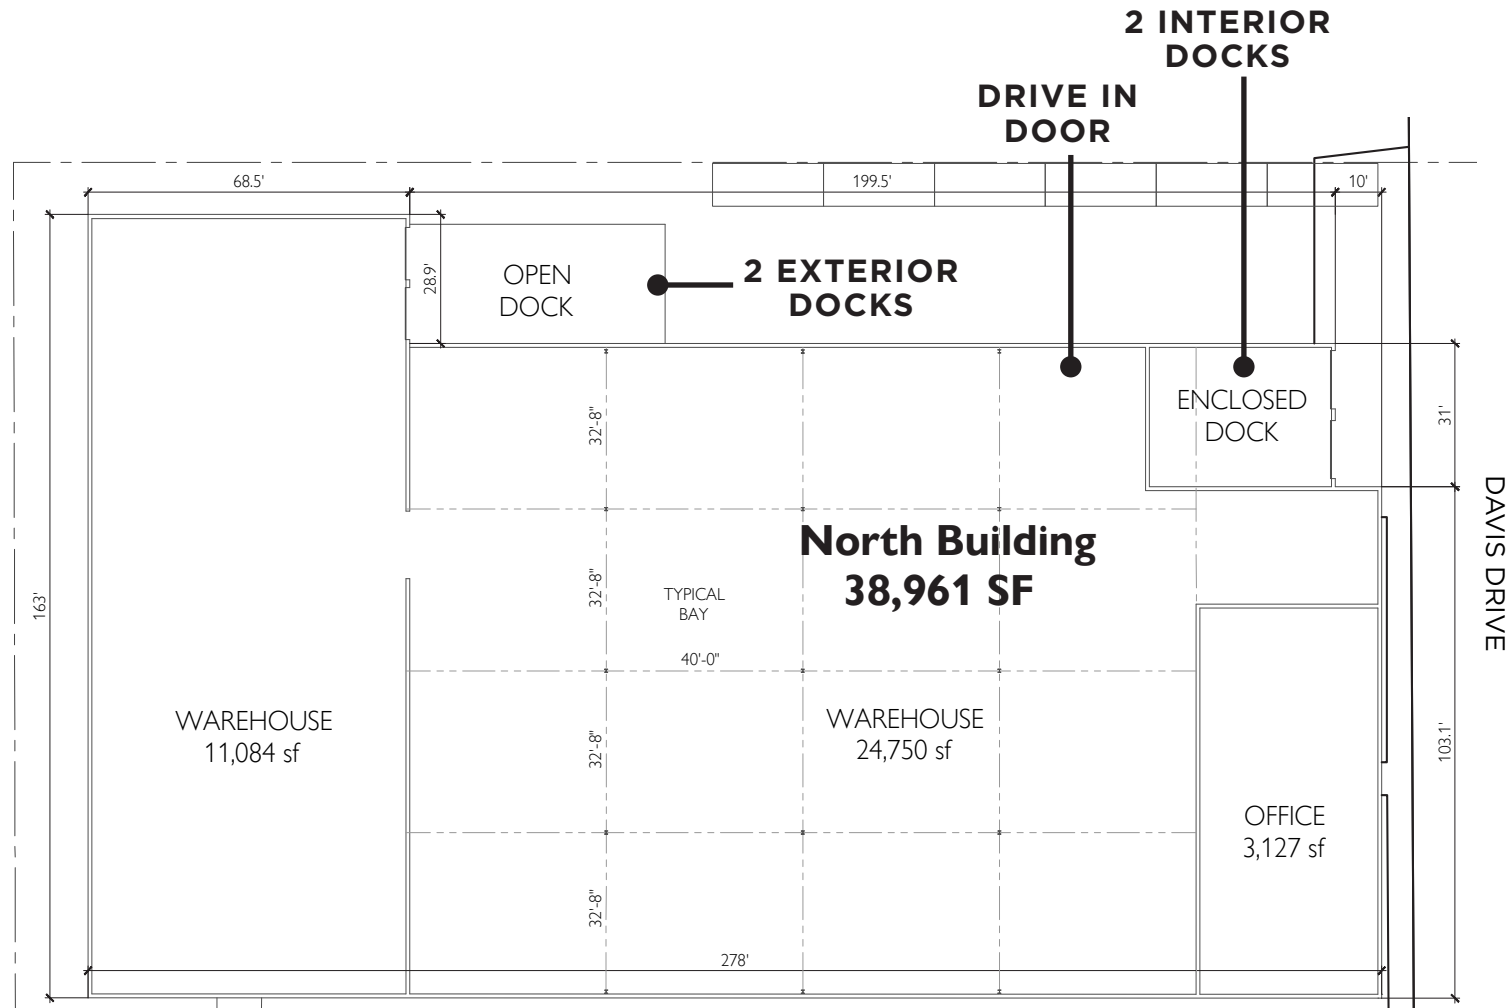 2 INTERIOR
DOCKS
DRIVE IN
DOOR
68.5'
199.5'
10'
28.9'
OPEN
DOCK
2 EXTERIOR
DOCKS
ENCLOSED
DOCK
31'
32'-8"
North Building
38,961 SF
DAVIS DRIVE
163'
32'-8"
TYPICAL
BAY
40'-0"
WAREHOUSE
11,084 sf
32'-8"
WAREHOUSE
24,750 sf
103.1'
OFFICE
3,127 sf
32'-8"
278'